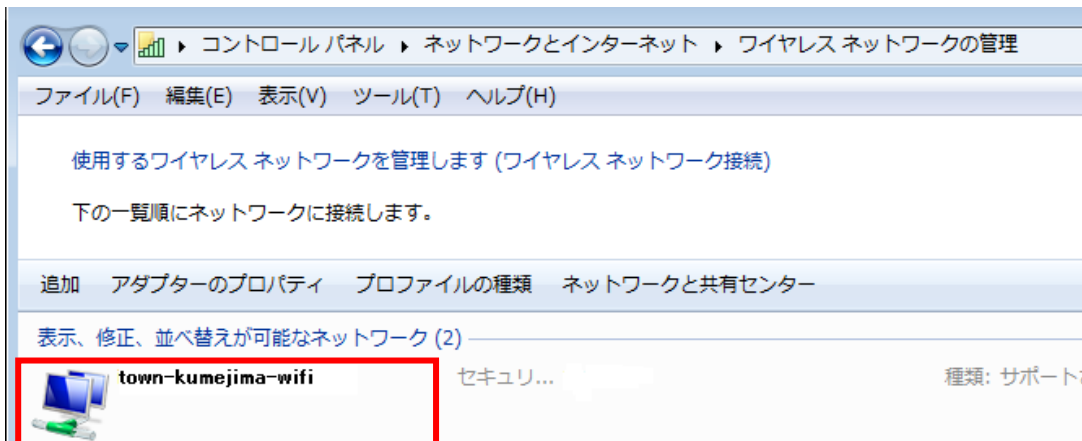 コントロール パネル ▸ ネットワークとインターネット ▸ ワイヤレス ネットワークの管理
ファイル(F) 編集(E) 表示(V) ツール(T) ヘルプ(H)
使用するワイヤレス ネットワークを管理します (ワイヤレス ネットワーク接続)
下の一覧順にネットワークに接続します。
追加 アダプターのプロパティ プロファイルの種類 ネットワークと共有センター
表示、修正、並べ替えが可能なネットワーク (2)
town-kumejima-wifi セキュリ... 種類: サポート